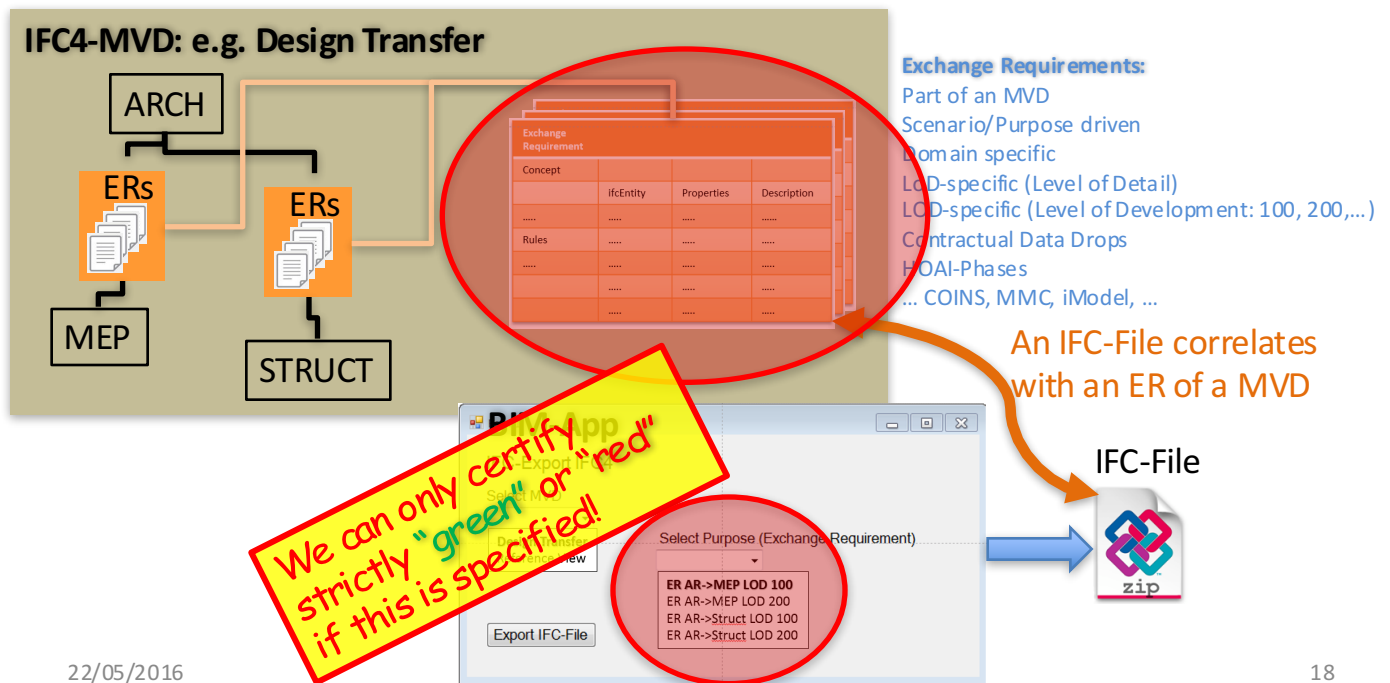 IFC4-MVD: e.g. Design Transfer
ARCH
ERs
ERs
MEP
STRUCT
Exchange
Requirement
Concept
ifcEntity Properties Description
..... ..... ..... ......
Rules ..... ..... .....
..... ..... ..... .....
..... ..... .....
..... ..... .....
Exchange Requirements:
Part of an MVD
Scenario/Purpose driven
Domain specific
LoD-specific (Level of Detail)
LOD-specific (Level of Development: 100, 200,...)
Contractual Data Drops
HOAI-Phases
... COINS, MMC, iModel, ...
An IFC-File correlates
with an ER of a MVD
IFC-File
zip
BIM-App
IFC-Export IFC4
Select MVD
Design Transfer
Reference View
Export IFC-File
Select Purpose (Exchange Requirement)
ER AR->MEP LOD 100
ER AR->MEP LOD 200
ER AR->Struct LOD 100
ER AR->Struct LOD 200
We can only certify
strictly "green" or "red"
if this is specified!
22/05/2016
18